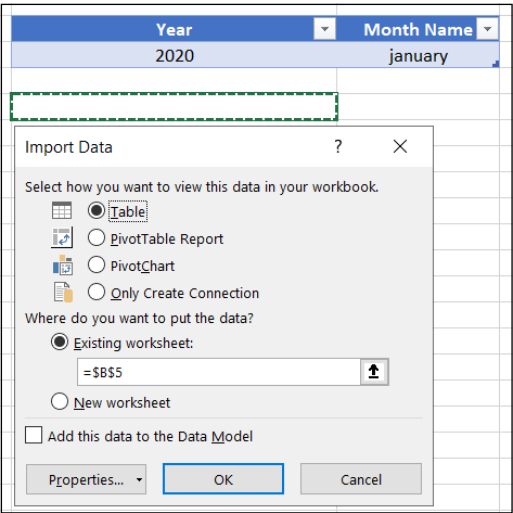 Year Month Name
2020 january
Import Data ?
Select how you want to view this data in your workbook.
Table
PivotTable Report
PivotChart
Only Create Connection
Where do you want to put the data?
Existing worksheet:
=$B$5
New worksheet
Add this data to the Data Model
Properties... OK Cancel